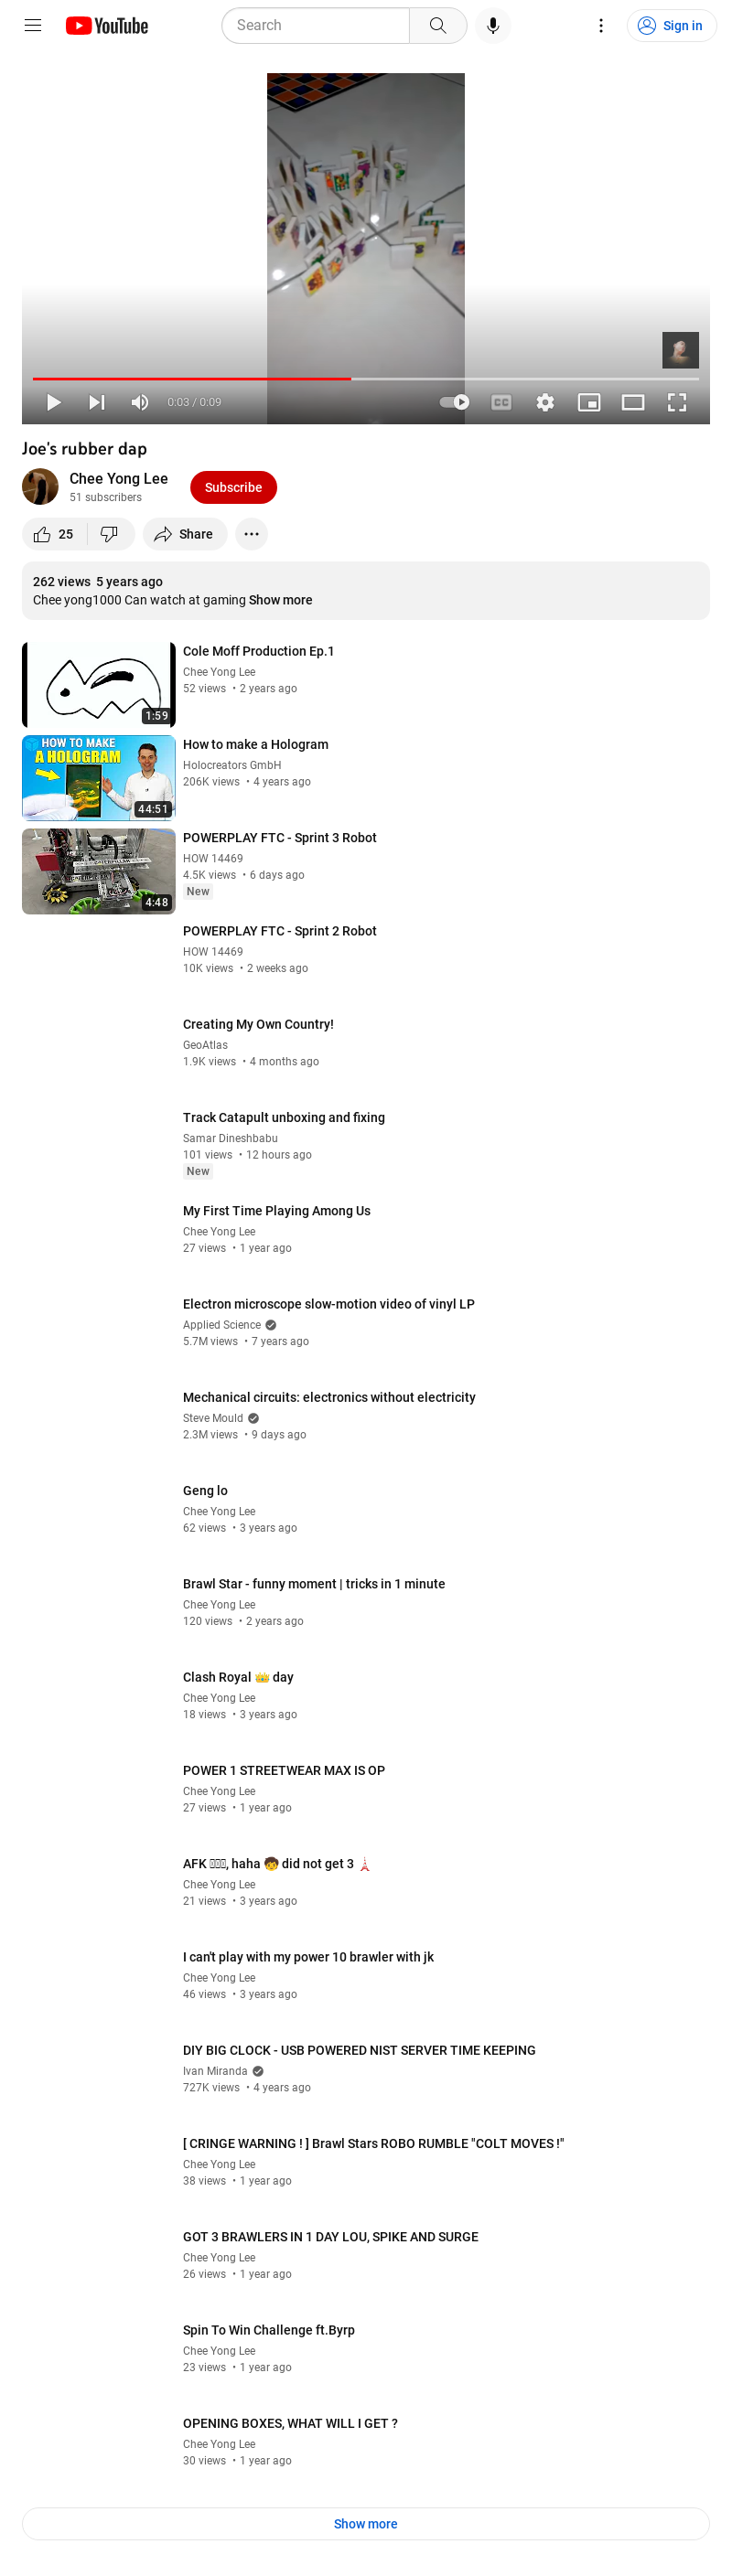 YouTube
Search
Sign in
0:03 / 0:09
CC
Joe's rubber dap
Chee Yong Lee
51 subscribers
Subscribe
25
Share
262 views 5 years ago
Chee yong1000 Can watch at gaming Show more
1:59
Cole Moff Production Ep.1
Chee Yong Lee
52 views • 2 years ago
HOW TO MAKE
A HOLOGRAM
44:51
How to make a Hologram
Holocreators GmbH
206K views • 4 years ago
4:48
POWERPLAY FTC - Sprint 3 Robot
HOW 14469
4.5K views • 6 days ago
New
POWERPLAY FTC - Sprint 2 Robot
HOW 14469
10K views • 2 weeks ago
Creating My Own Country!
GeoAtlas
1.9K views • 4 months ago
Track Catapult unboxing and fixing
Samar Dineshbabu
101 views • 12 hours ago
New
My First Time Playing Among Us
Chee Yong Lee
27 views • 1 year ago
Electron microscope slow-motion video of vinyl LP
Applied Science
5.7M views • 7 years ago
Mechanical circuits: electronics without electricity
Steve Mould
2.3M views • 9 days ago
Geng lo
Chee Yong Lee
62 views • 3 years ago
Brawl Star - funny moment | tricks in 1 minute
Chee Yong Lee
120 views • 2 years ago
Clash Royal 👑 day
Chee Yong Lee
18 views • 3 years ago
POWER 1 STREETWEAR MAX IS OP
Chee Yong Lee
27 views • 1 year ago
AFK , haha 🧒 did not get 3 🗼
Chee Yong Lee
21 views • 3 years ago
I can't play with my power 10 brawler with jk
Chee Yong Lee
46 views • 3 years ago
DIY BIG CLOCK - USB POWERED NIST SERVER TIME KEEPING
Ivan Miranda
727K views • 4 years ago
[ CRINGE WARNING ! ] Brawl Stars ROBO RUMBLE "COLT MOVES !"
Chee Yong Lee
38 views • 1 year ago
GOT 3 BRAWLERS IN 1 DAY LOU, SPIKE AND SURGE
Chee Yong Lee
26 views • 1 year ago
Spin To Win Challenge ft.Byrp
Chee Yong Lee
23 views • 1 year ago
OPENING BOXES, WHAT WILL I GET ?
Chee Yong Lee
30 views • 1 year ago
Show more